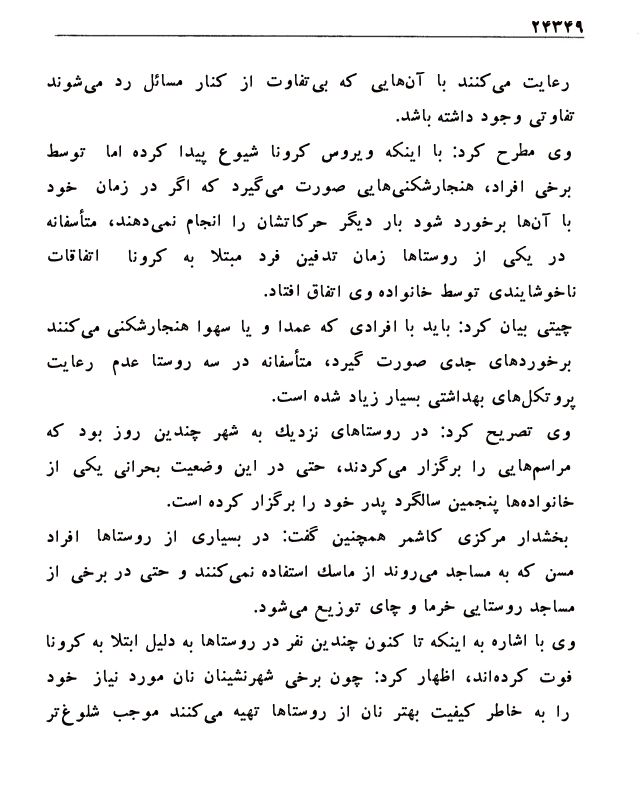 ۲۴۳۴۹
رعایت می‌کنند با آن‌هایی که بی‌تفاوت از کنار مسائل رد می‌شوند
تفاوتی وجود داشته باشد.
وی مطرح کرد: با اینکه ویروس کرونا شیوع پیدا کرده اما توسط
برخی افراد، هنجارشکنی‌هایی صورت می‌گیرد که اگر در زمان خود
با آن‌ها برخورد شود بار دیگر حرکاتشان را انجام نمی‌دهند، متأسفانه
در یکی از روستاها زمان تدفین فرد مبتلا به کرونا اتفاقات
ناخوشایندی توسط خانواده وی اتفاق افتاد.
چیتی بیان کرد: باید با افرادی که عمدا و یا سهوا هنجارشکنی می‌کنند
برخوردهای جدی صورت گیرد، متأسفانه در سه روستا عدم رعایت
پروتکل‌های بهداشتی بسیار زیاد شده است.
وی تصریح کرد: در روستاهای نزدیك به شهر چندین روز بود که
مراسم‌هایی را برگزار می‌کردند، حتی در این وضعیت بحرانی یکی از
خانواده‌ها پنجمین سالگرد پدر خود را برگزار کرده است.
بخشدار مرکزی کاشمر همچنین گفت: در بسیاری از روستاها افراد
مسن که به مساجد می‌روند از ماسك استفاده نمی‌کنند و حتی در برخی از
مساجد روستایی خرما و چای توزیع می‌شود.
وی با اشاره به اینکه تا کنون چندین نفر در روستاها به دلیل ابتلا به کرونا
فوت کرده‌اند، اظهار کرد: چون برخی شهرنشینان نان مورد نیاز خود
را به خاطر کیفیت بهتر نان از روستاها تهیه می‌کنند موجب شلوغ‌تر